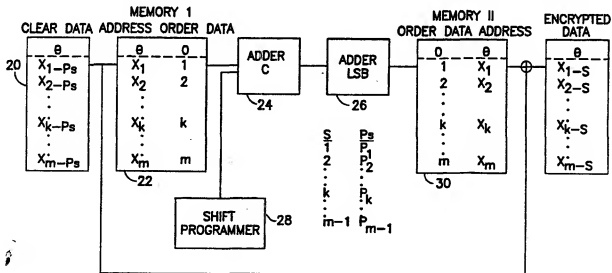 MEMORY 1
CLEAR DATA ADDRESS ORDER DATA
MEMORY II
ORDER DATA ADDRESS
ENCRYPTED
DATA
20
θ
X1-Ps
X2-Ps
Xk-Ps
Xm-Ps
θ 0
X1 1
X2 2
Xk k
Xm m
22
ADDER
C
24
ADDER
LSB
26
SHIFT
PROGRAMMER
28
S Ps
1 P1
2 P2
k Pk
m-1 Pm-1
0 θ
1 X1
2 X2
k Xk
m Xm
30
θ
X1-S
X2-S
Xk-S
Xm-S